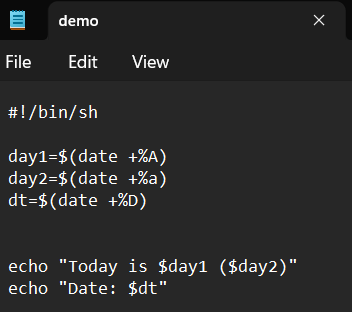 demo
File Edit View
#!/bin/sh
day1=$(date +%A)
day2=$(date +%a)
dt=$(date +%D)
echo "Today is $day1 ($day2)"
echo "Date: $dt"